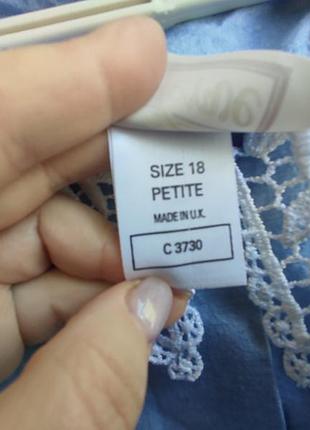 SIZE 18
PETITE
MADE IN U.K.
C 3730